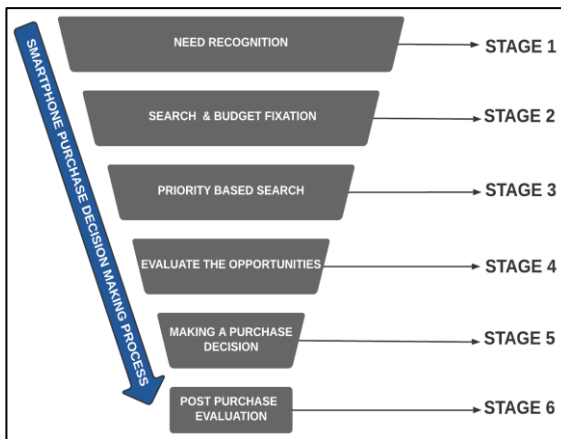 SMARTPHONE PURCHASE DECISION MAKING PROCESS
NEED RECOGNITION
STAGE 1
SEARCH & BUDGET FIXATION
STAGE 2
PRIORITY BASED SEARCH
STAGE 3
EVALUATE THE OPPORTUNITIES
STAGE 4
MAKING A PURCHASE
DECISION
STAGE 5
POST PURCHASE
EVALUATION
STAGE 6